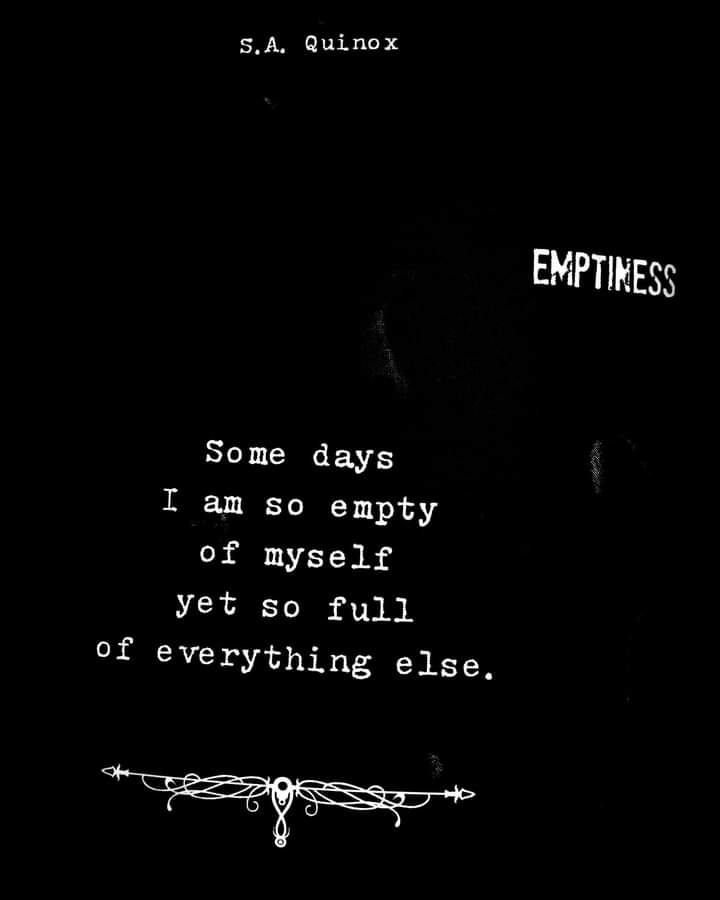 S.A. Quinox
EMPTINESS
Some days
I am so empty
of myself
yet so full
of everything else.